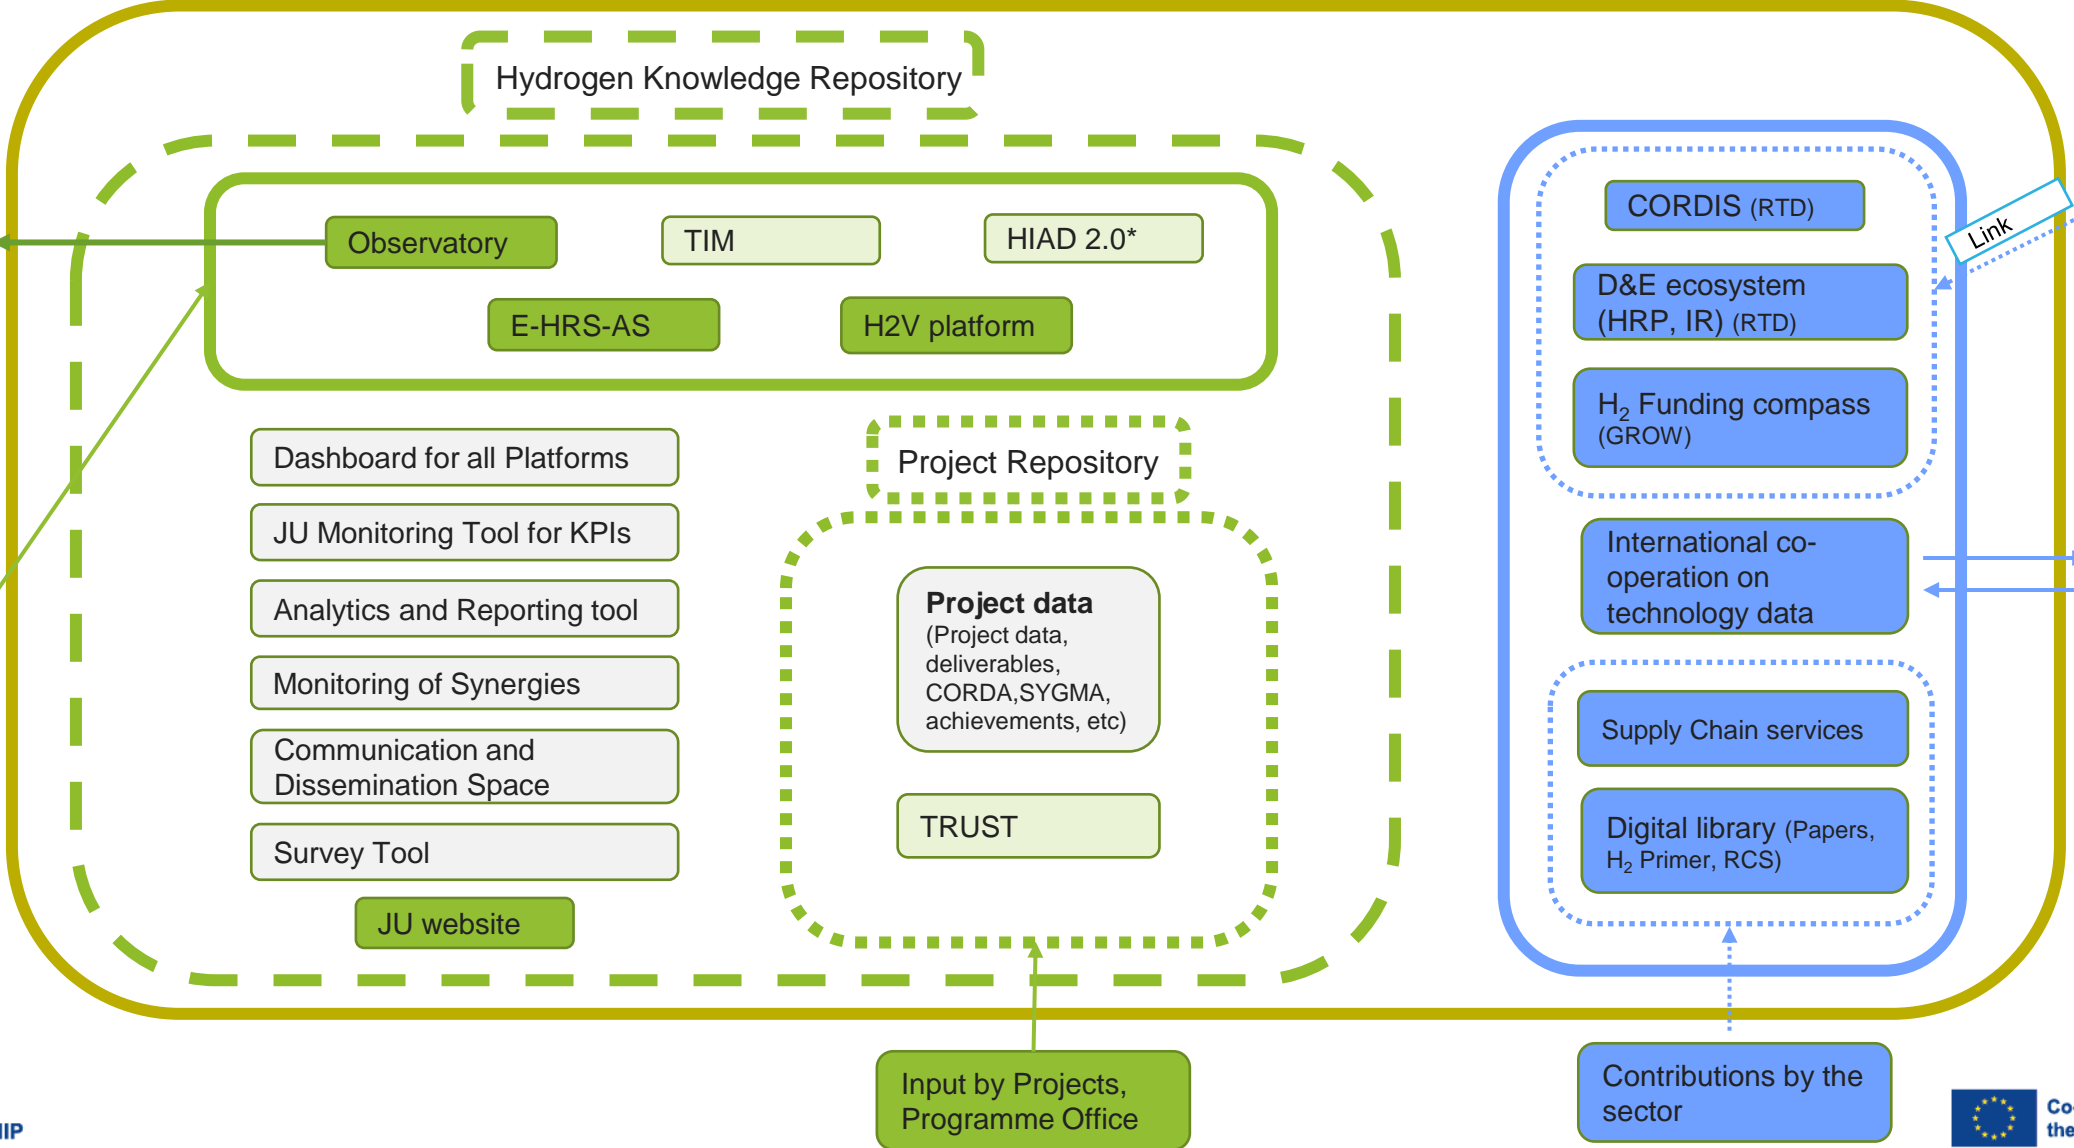 Hydrogen Knowledge Repository
Observatory
TIM
HIAD 2.0*
E-HRS-AS
H2V platform
Dashboard for all Platforms
JU Monitoring Tool for KPIs
Analytics and Reporting tool
Monitoring of Synergies
Communication and
Dissemination Space
Survey Tool
JU website
Project Repository
Project data
(Project data,
deliverables,
CORDA,SYGMA,
achievements, etc)
TRUST
Input by Projects,
Programme Office
CORDIS (RTD)
D&E ecosystem
(HRP, IR) (RTD)
H₂ Funding compass
(GROW)
International co-
operation on
technology data
Supply Chain services
Digital library (Papers,
H₂ Primer, RCS)
Link
Contributions by the
sector
Co-
the